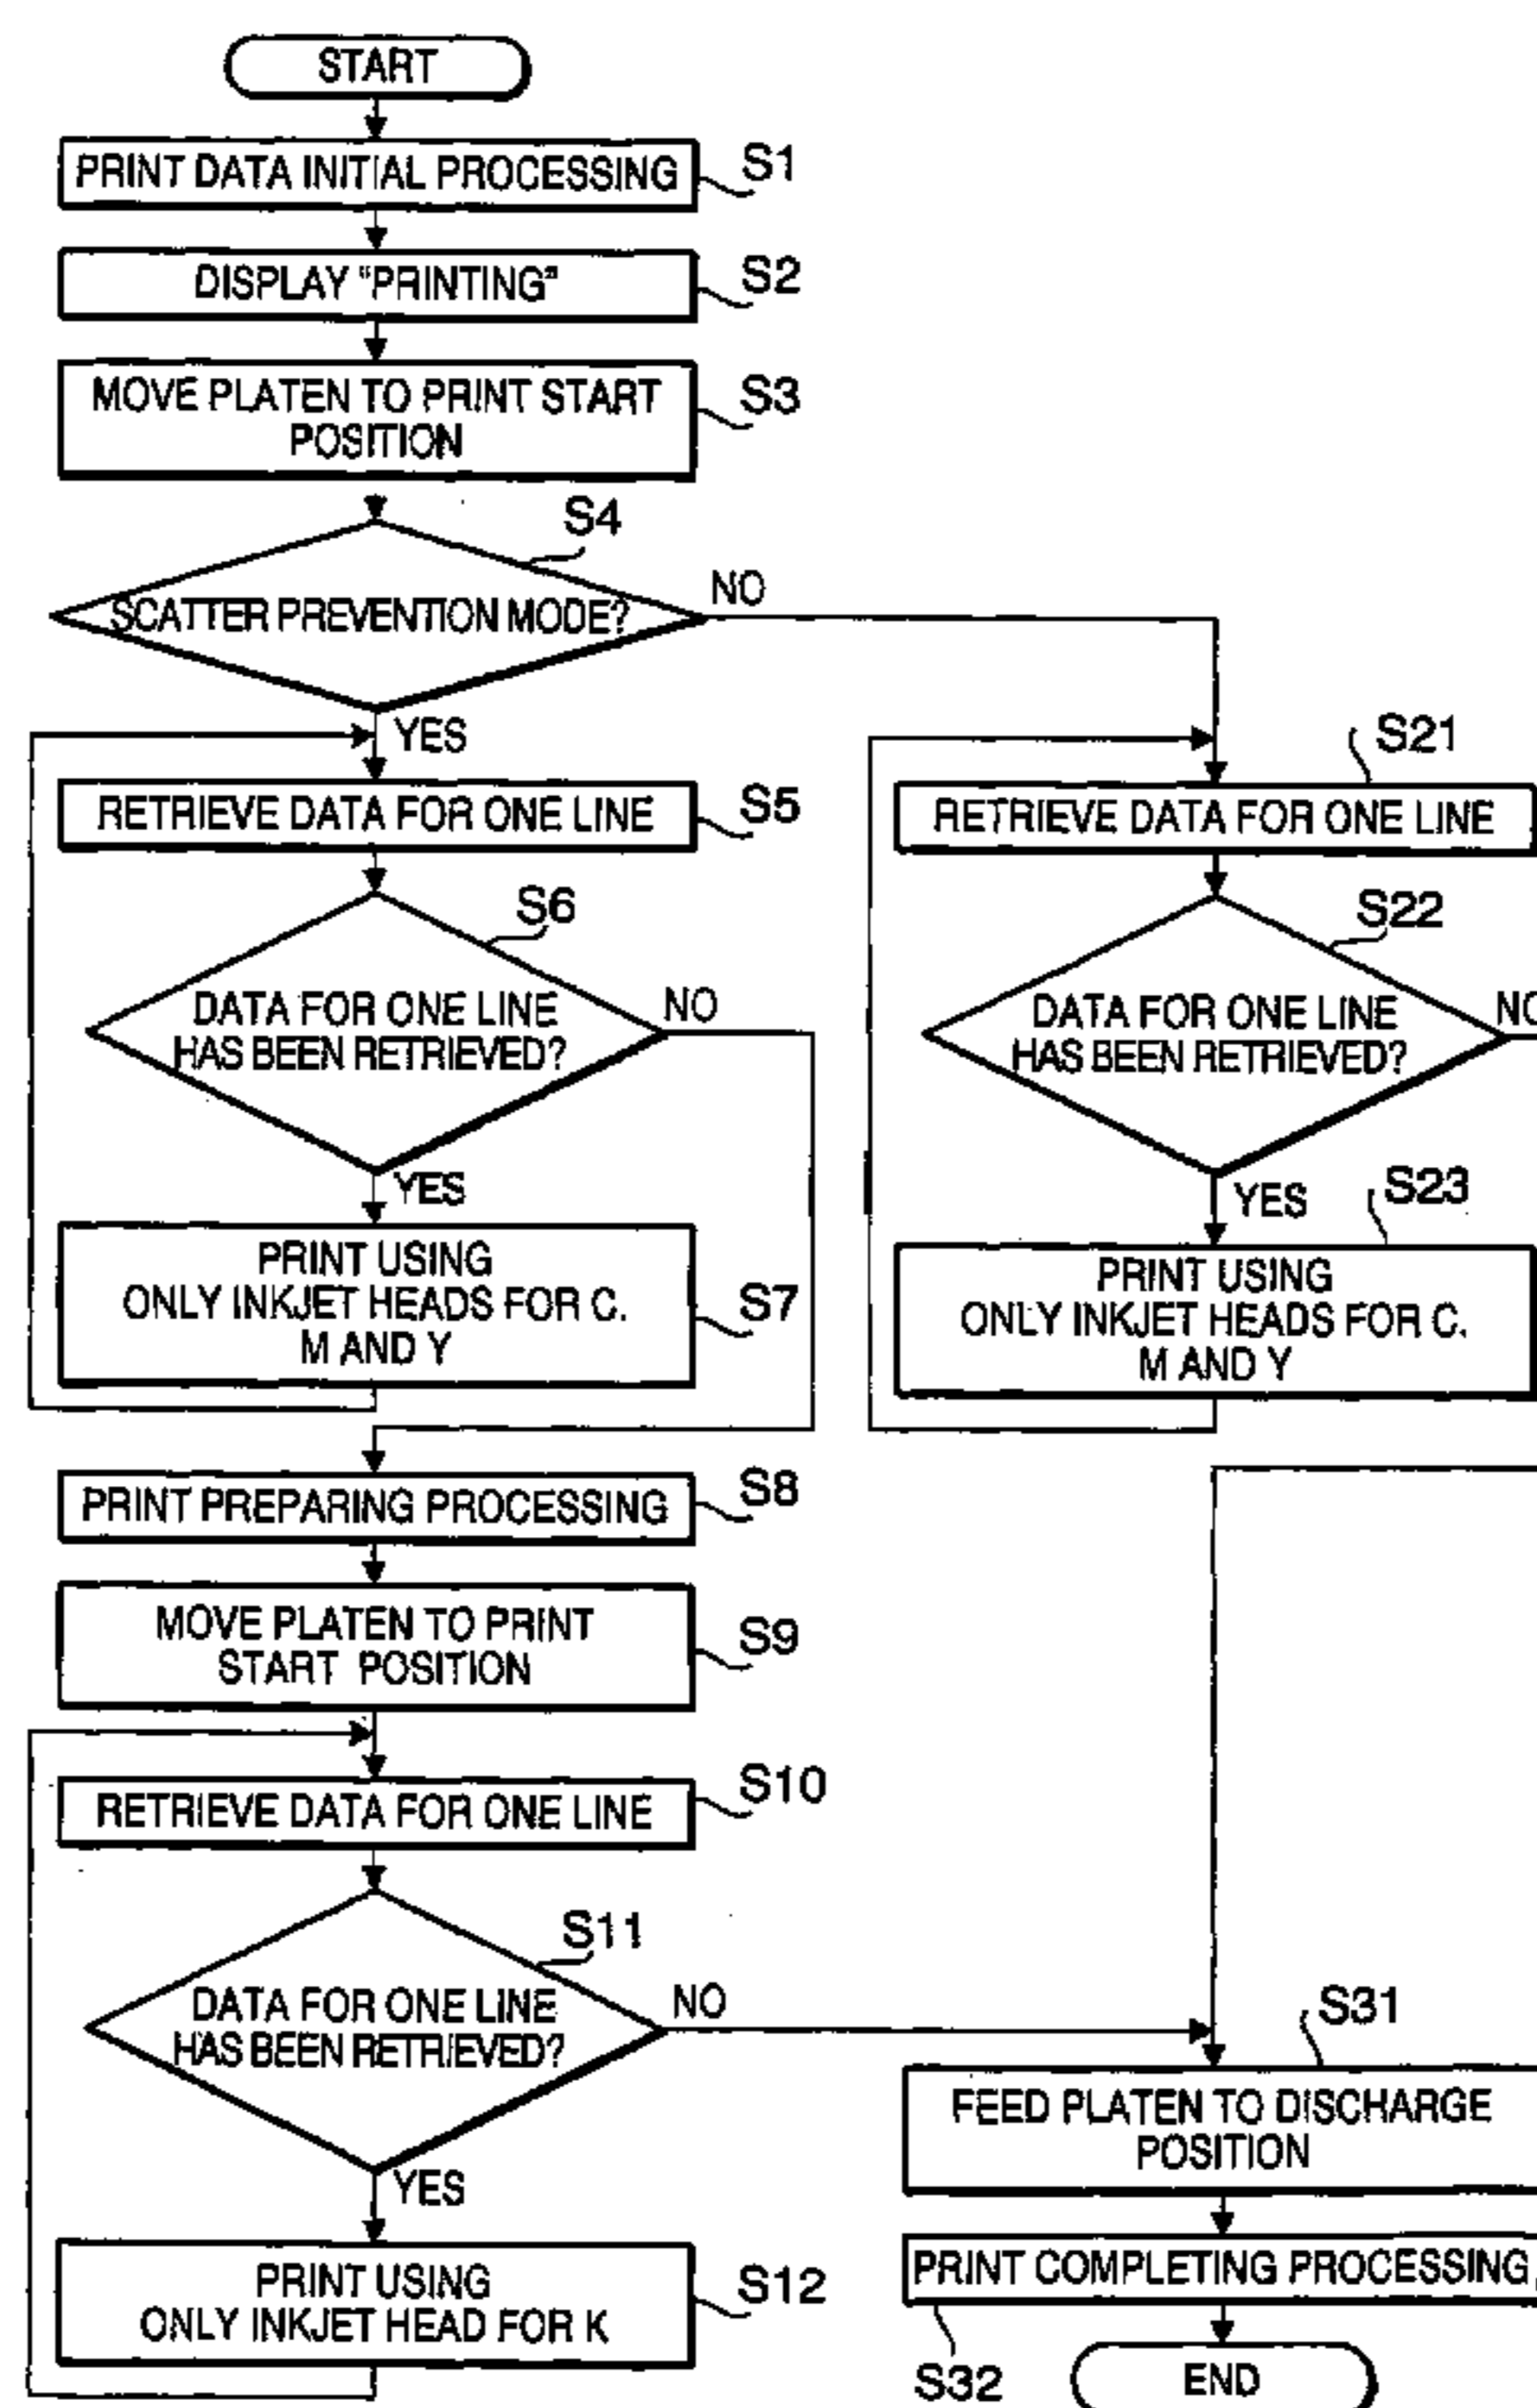 START
PRINT DATA INITIAL PROCESSING
S1
DISPLAY "PRINTING"
S2
MOVE PLATEN TO PRINT START
POSITION
S3
S4
SCATTER PREVENTION MODE?
NO
YES
RETRIEVE DATA FOR ONE LINE
S5
S6
DATA FOR ONE LINE
HAS BEEN RETRIEVED?
NO
YES
PRINT USING
ONLY INKJET HEADS FOR C.
M AND Y
S7
PRINT PREPARING PROCESSING
S8
MOVE PLATEN TO PRINT
START POSITION
S9
RETRIEVE DATA FOR ONE LINE
S10
S11
DATA FOR ONE LINE
HAS BEEN RETRIEVED?
NO
YES
PRINT USING
ONLY INKJET HEAD FOR K
S12
S21
RETRIEVE DATA FOR ONE LINE
S22
DATA FOR ONE LINE
HAS BEEN RETRIEVED?
NO
YES
S23
PRINT USING
ONLY INKJET HEADS FOR C.
M AND Y
S31
FEED PLATEN TO DISCHARGE
POSITION
PRINT COMPLETING PROCESSING
S32
END